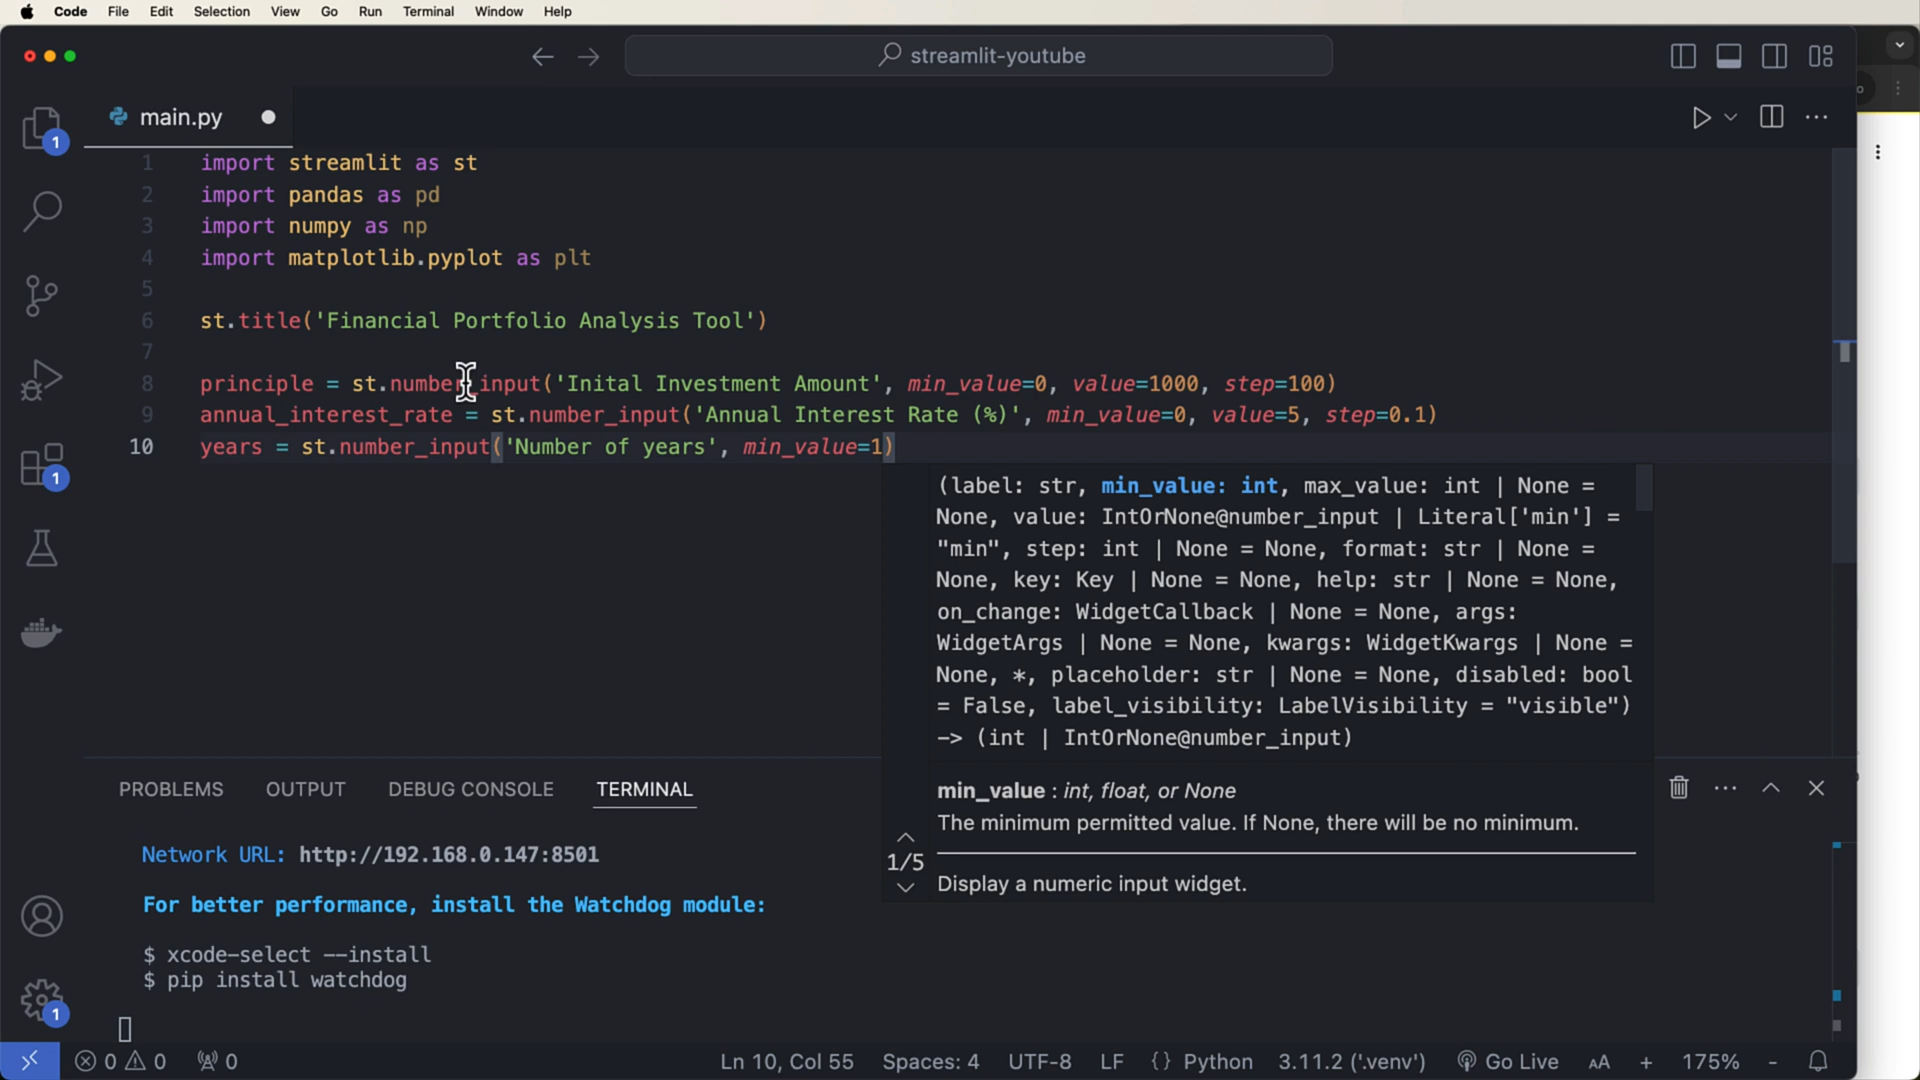 Code File Edit Selection View Go Run Terminal Window Help
streamlit-youtube
main.py
1 import streamlit as st
2 import pandas as pd
3 import numpy as np
4 import matplotlib.pyplot as plt
5
6 st.title('Financial Portfolio Analysis Tool')
7
8 principle = st.number_input('Inital Investment Amount', min_value=0, value=1000, step=100)
9 annual_interest_rate = st.number_input('Annual Interest Rate (%)', min_value=0, value=5, step=0.1)
10 years = st.number_input('Number of years', min_value=1)
(label: str, min_value: int, max_value: int | None =
None, value: IntOrNone@number_input | Literal['min'] =
"min", step: int | None = None, format: str | None =
None, key: Key | None = None, help: str | None = None,
on_change: WidgetCallback | None = None, args:
WidgetArgs | None = None, kwargs: WidgetKwargs | None =
None, *, placeholder: str | None = None, disabled: bool
= False, label_visibility: LabelVisibility = "visible")
-> (int | IntOrNone@number_input)
min_value : int, float, or None
The minimum permitted value. If None, there will be no minimum.
1/5
Display a numeric input widget.
PROBLEMS OUTPUT DEBUG CONSOLE TERMINAL
Network URL: http://192.168.0.147:8501
For better performance, install the Watchdog module:
$ xcode-select --install
$ pip install watchdog
1
1
1
0 0 0 Ln 10, Col 55 Spaces: 4 UTF-8 LF {} Python 3.11.2 ('.venv') Go Live AA + 175% -